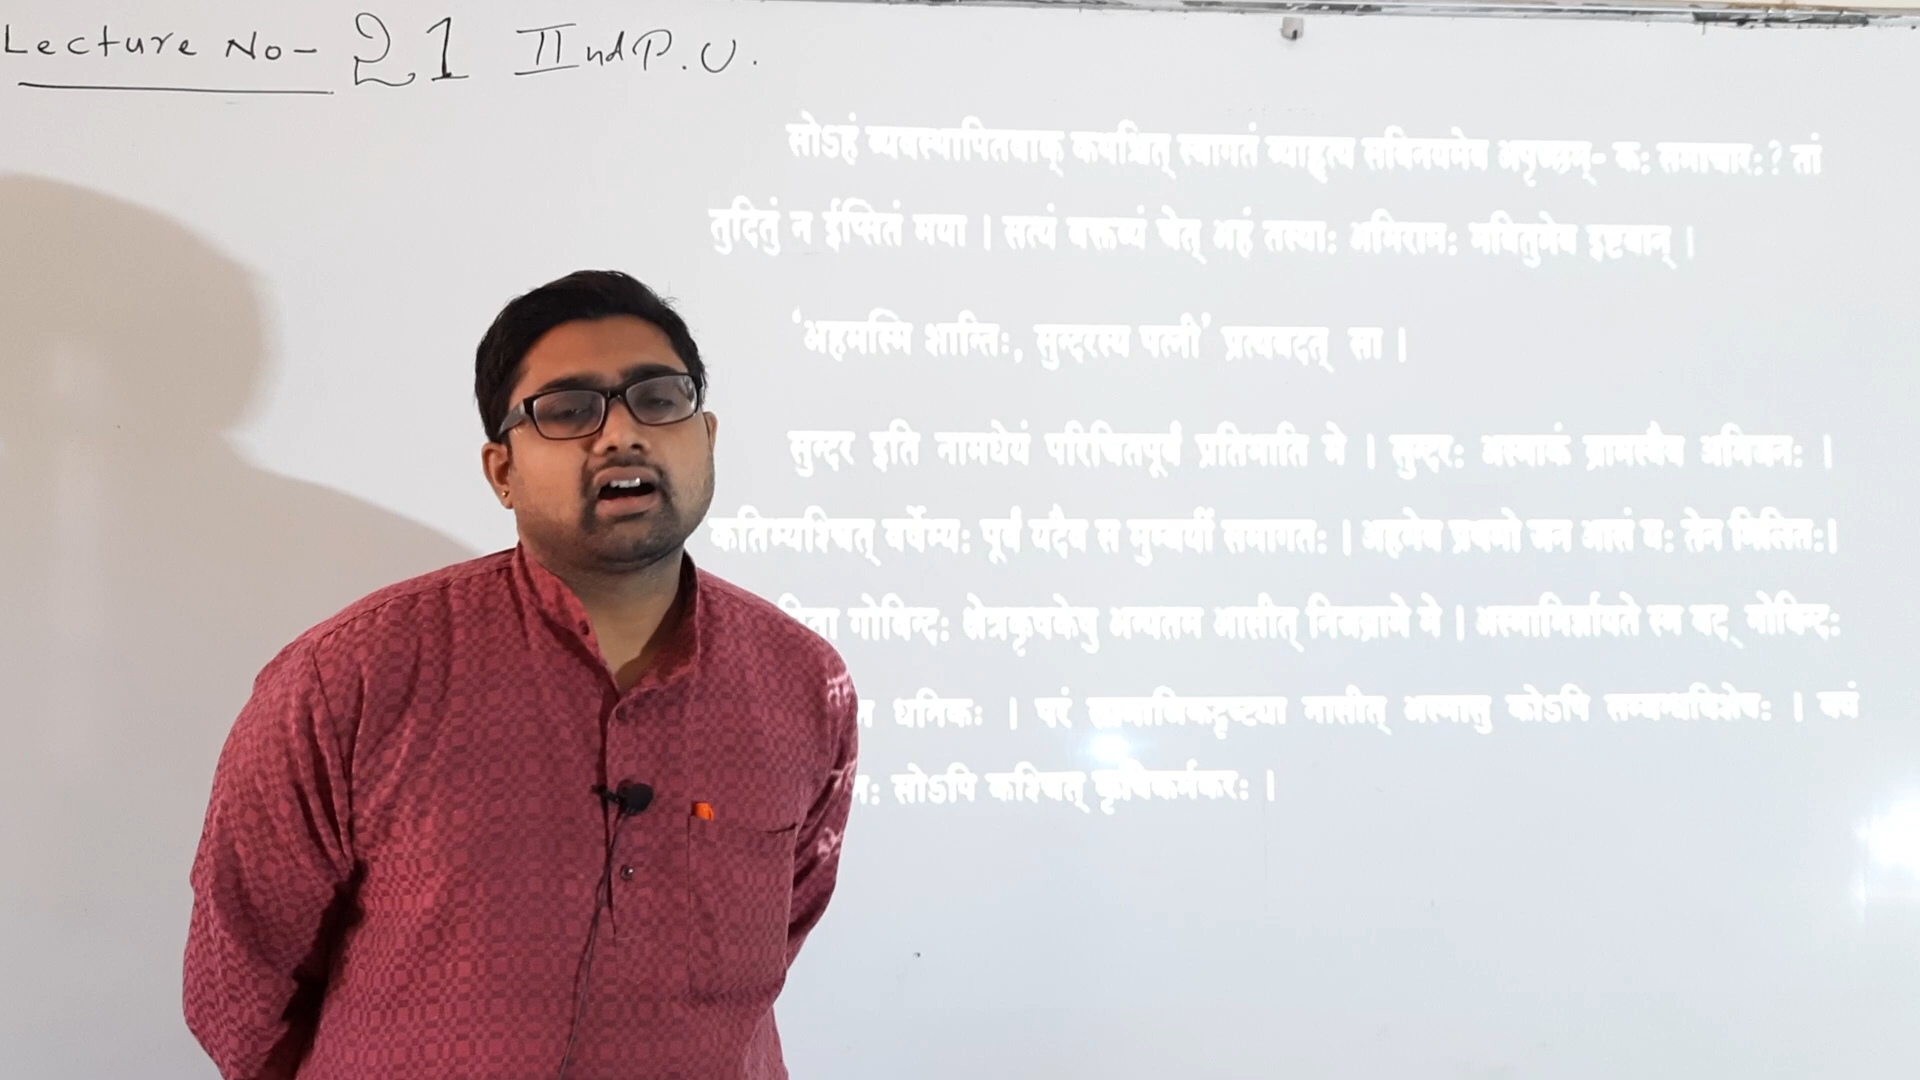 Lecture No- 21 IInd P.U.
सोऽहं व्यवस्थापितवाक् कथञ्चित् स्वागतं व्याहृत्य सविनयमेव अपृच्छम्- कः समाचारः? तां
तुदितुं न ईप्सितं मया । सत्यं वक्तव्यं चेत् अहं तस्याः अभिरामः भवितुमेव इष्टवान् ।
‘अहमस्मि शान्तिः, सुन्दरस्य पत्नी’ प्रत्यवदत् सा ।
सुन्दर इति नामधेयं परिचितपूर्वं प्रतिभाति मे । सुन्दरः अस्माकं ग्रामस्यैव अभिजनः ।
कतिभ्यश्चित् वर्षेभ्यः पूर्वं यदैव स मुम्बयीं समागतः । अहमेव प्रथमो जन आसं यः तेन मिलितः।
गोविन्दः क्षेत्रकृषकेषु अन्यतम आसीत् निजग्रामे मे । अस्माभिर्ज्ञायते स्म यद् गोविन्दः
धनिकः । परं सामाजिकदृष्ट्या नासीत् अस्मासु कोऽपि सम्बन्धविशेषः । वयं
सोऽपि कश्चित् कृषिकर्मकरः ।